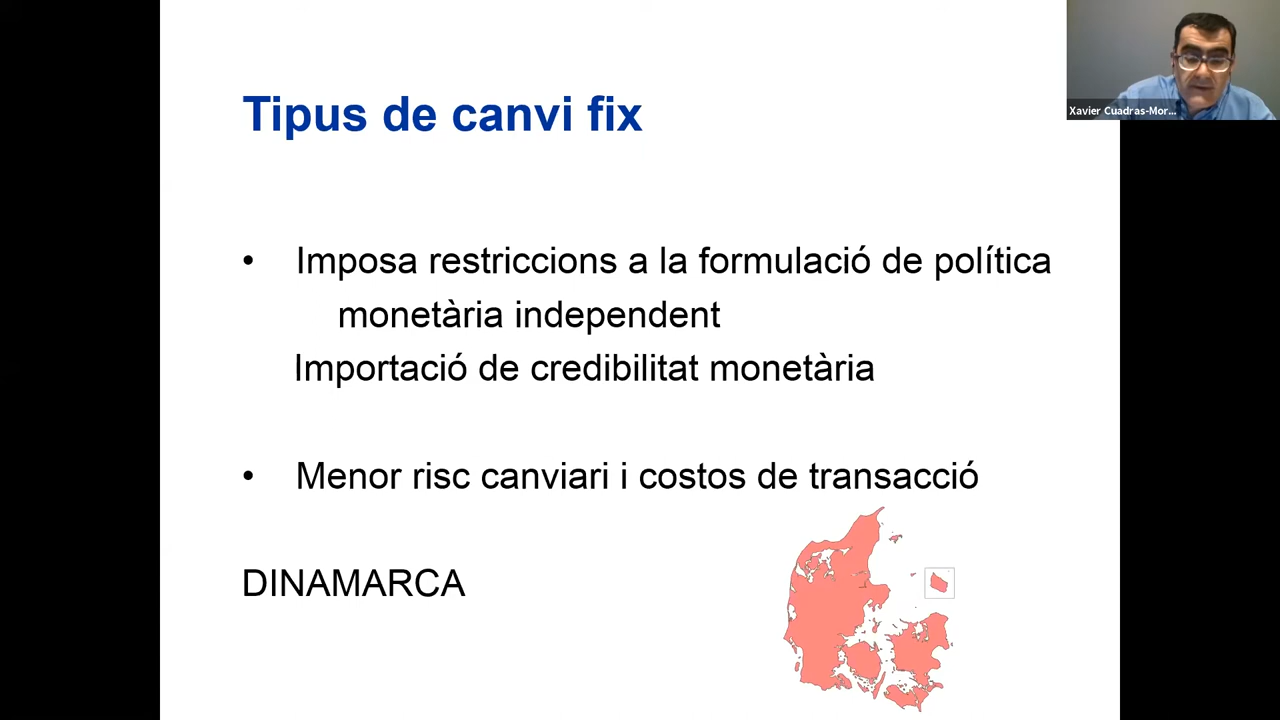 Tipus de canvi fix
Xavier Cuadras-Mor...
• Imposa restriccions a la formulació de política
monetària independent
Importació de credibilitat monetària
• Menor risc canviari i costos de transacció
DINAMARCA